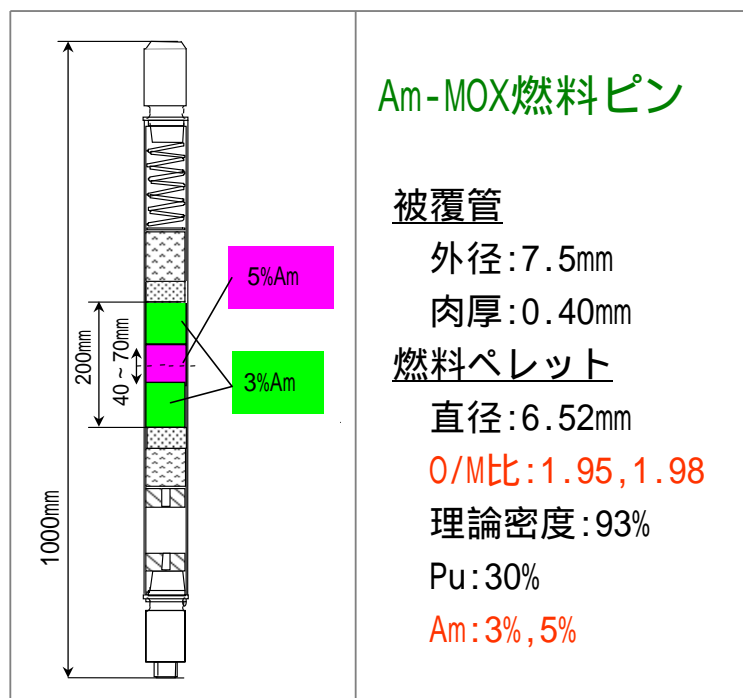 5%Am
3%Am
200mm
40~70mm
1000mm
Am-MOX燃料ピン
被覆管
外径:7.5mm
肉厚:0.40mm
燃料ペレット
直径:6.52mm
O/M比:1.95,1.98
理論密度:93%
Pu:30%
Am:3%,5%